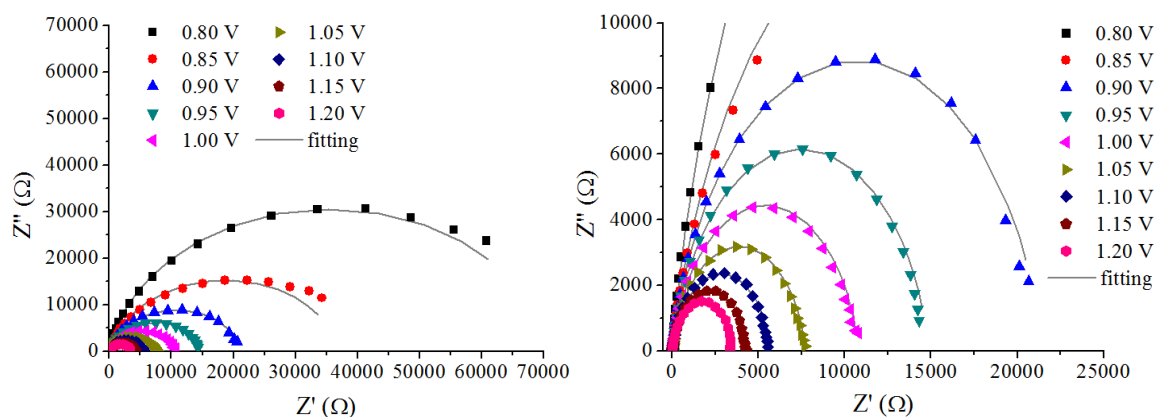 70000
60000
50000
40000
30000
20000
10000
0
Z'' (Ω)
0 10000 20000 30000 40000 50000 60000 70000
Z' (Ω)
0.80 V 1.05 V
0.85 V 1.10 V
0.90 V 1.15 V
0.95 V 1.20 V
1.00 V fitting
10000
8000
6000
4000
2000
0
Z'' (Ω)
0 5000 10000 15000 20000 25000
Z' (Ω)
0.80 V
0.85 V
0.90 V
0.95 V
1.00 V
1.05 V
1.10 V
1.15 V
1.20 V
fitting